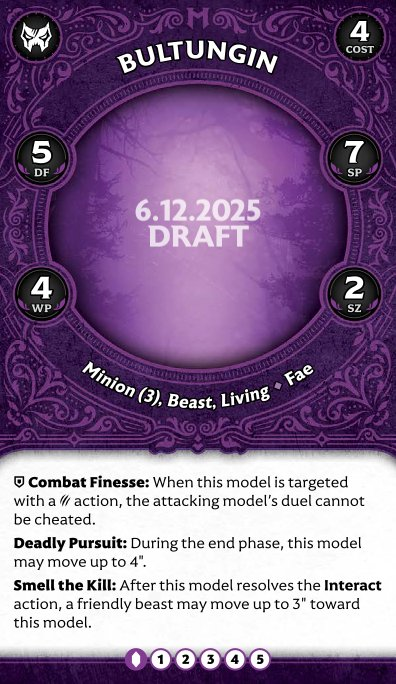 BULTUNGIN
4
COST
5
DF
7
SP
6.12.2025
DRAFT
4
WP
2
SZ
Minion (3), Beast, Living ◆ Fae
Combat Finesse: When this model is targeted
with a action, the attacking model's duel cannot
be cheated.
Deadly Pursuit: During the end phase, this model
may move up to 4".
Smell the Kill: After this model resolves the Interact
action, a friendly beast may move up to 3" toward
this model.
1 2 3 4 5